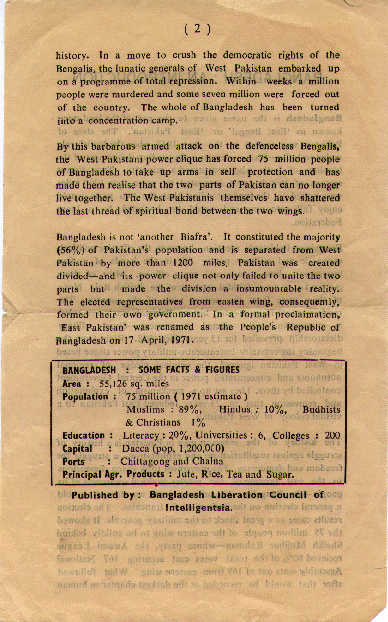 ( 2 )
history. In a move to crush the democratic rights of the
Bengalis, the lunatic generals of West Pakistan embarked up
on a programme of total repression. Within weeks a million
people were murdered and some seven million were forced out
of the country. The whole of Bangladesh has been turned
into a concentration camp.
By this barbarous armed attack on the defenceless Bengalis,
the West Pakistani power clique has forced 75 million people
of Bangladesh to take up arms in self protection and has
made them realise that the two parts of Pakistan can no longer
live together. The West Pakistanis themselves have shattered
the last thread of spiritual bond between the two wings.
Bangladesh is not 'another Biafra'. It constituted the majority
(56%) of Pakistan's population and is separated from West
Pakistan by more than 1200 miles. Pakistan was created
divided—and its power clique not only failed to unite the two
parts but made the division a insumountable reality.
The elected representatives from easten wing, consequently,
formed their own government. In a formal proclaimation,
'East Pakistan' was renamed as the People's Republic of
Bangladesh on 17 April, 1971.
BANGLADESH : SOME FACTS & FIGURES
Area : 55,126 sq. miles
Population : 75 million ( 1971 estimate )
Muslims : 89%, Hindus : 10%, Budhists
& Christians 1%
Education : Literacy : 20%, Universities : 6, Colleges : 200
Capital : Dacca (pop. 1,200,000)
Ports : Chittagong and Chalna
Principal Agr. Products : Jute, Rice, Tea and Sugar.
Published by : Bangladesh Liberation Council of
Intelligentsia.